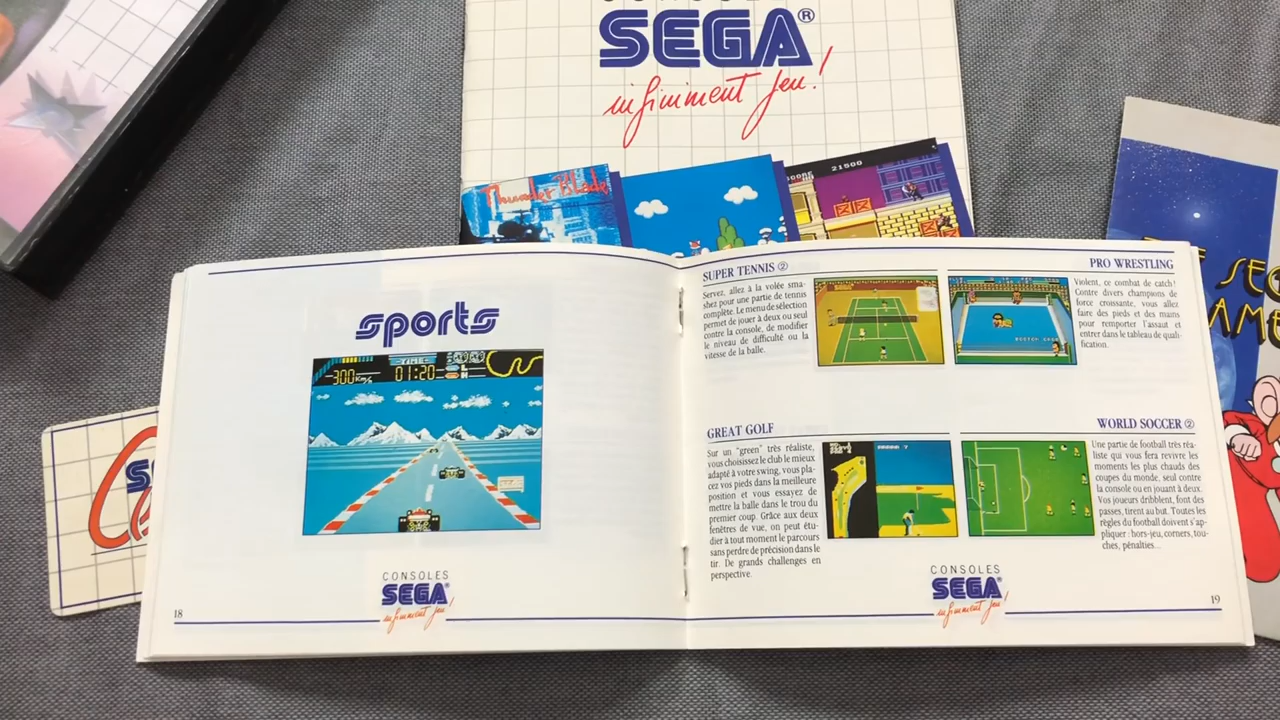 SEGA®
infiniment jeu!
Thunder Blade
SCORE
21500
sports
300Km/h
TIME
01:20
L
H
CONSOLES
SEGA®
infiniment jeu!
18
SUPER TENNIS ②
Servez, allez à la volée sma-
shez pour une partie de tennis
complète. Le menu de sélection
permet de jouer à deux ou seul
contre la console, de modifier
le niveau de difficulté ou la
vitesse de la balle.
SEGA
PRO WRESTLING
Violent, ce combat de catch!
Contre divers champions de
force croissante, vous allez
faire des pieds et des mains
pour remporter l'assaut et
entrer dans le tableau de quali-
fication.
GREAT GOLF
Sur un "green" très réaliste,
vous choisissez le club le mieux
adapté à votre swing, vous pla-
cez vos pieds dans la meilleure
position et vous essayez de
mettre la balle dans le trou du
premier coup. Grâce aux deux
fenêtres de vue, on peut étu-
dier à tout moment le parcours
sans perdre de précision dans le
tir. De grands challenges en
perspective.
WORLD SOCCER ②
Une partie de football très réa-
liste qui vous fera revivre les
moments les plus chauds des
coupes du monde, seul contre
la console ou en jouant à deux.
Vos joueurs dribblent, font des
passes, tirent au but. Toutes les
règles du football doivent s'ap-
pliquer : hors-jeu, corners, tou-
ches, pénalties...
CONSOLES
SEGA®
infiniment jeu!
19